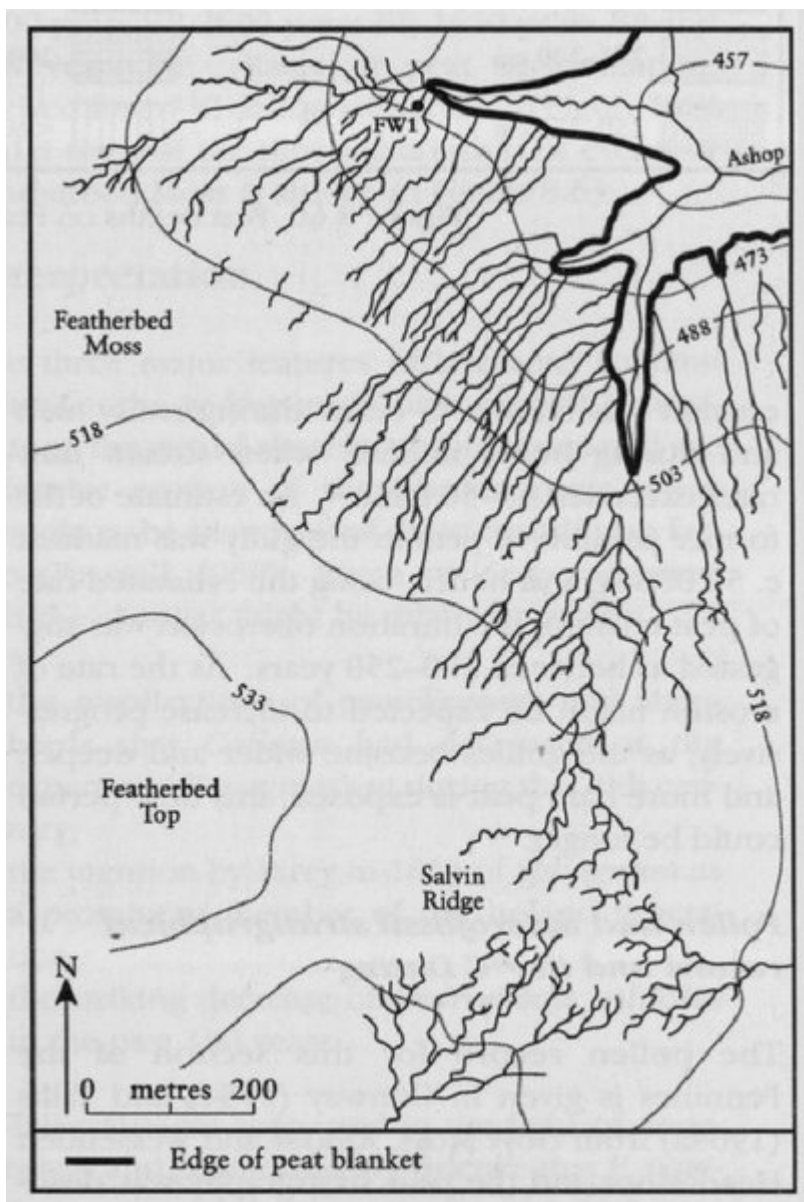 457
FW1
Ashop
473
Featherbed
Moss
488
518
503
533
518
Featherbed
Top
Salvin
Ridge
N
0 metres 200
Edge of peat blanket